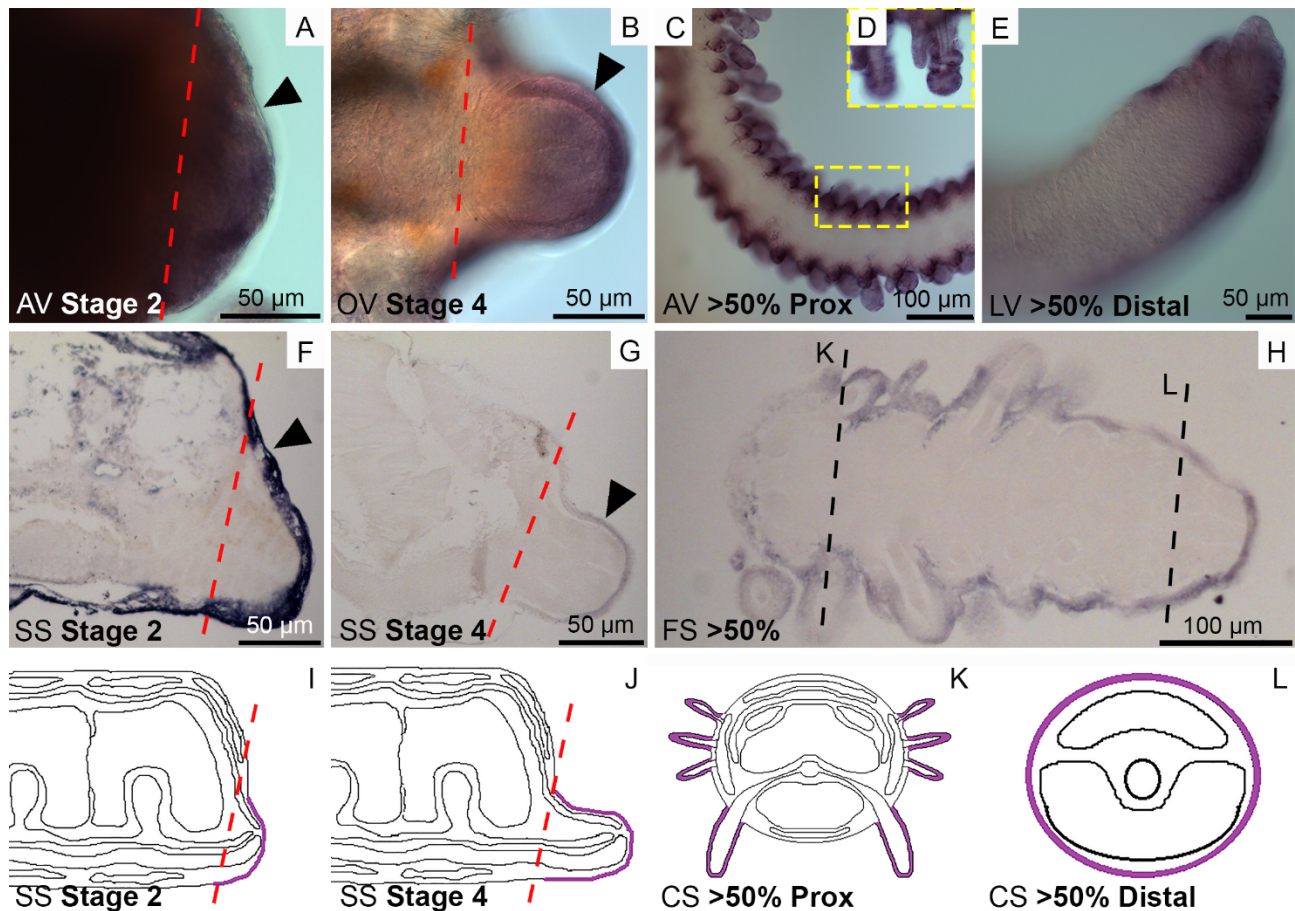 A
AV Stage 2
50 µm
B
OV Stage 4
50 µm
C
D
AV >50% Prox
100 µm
E
LV >50% Distal
50 µm
F
SS Stage 2
50 µm
G
SS Stage 4
50 µm
K
L
H
FS >50%
100 µm
I
SS Stage 2
J
SS Stage 4
K
CS >50% Prox
L
CS >50% Distal